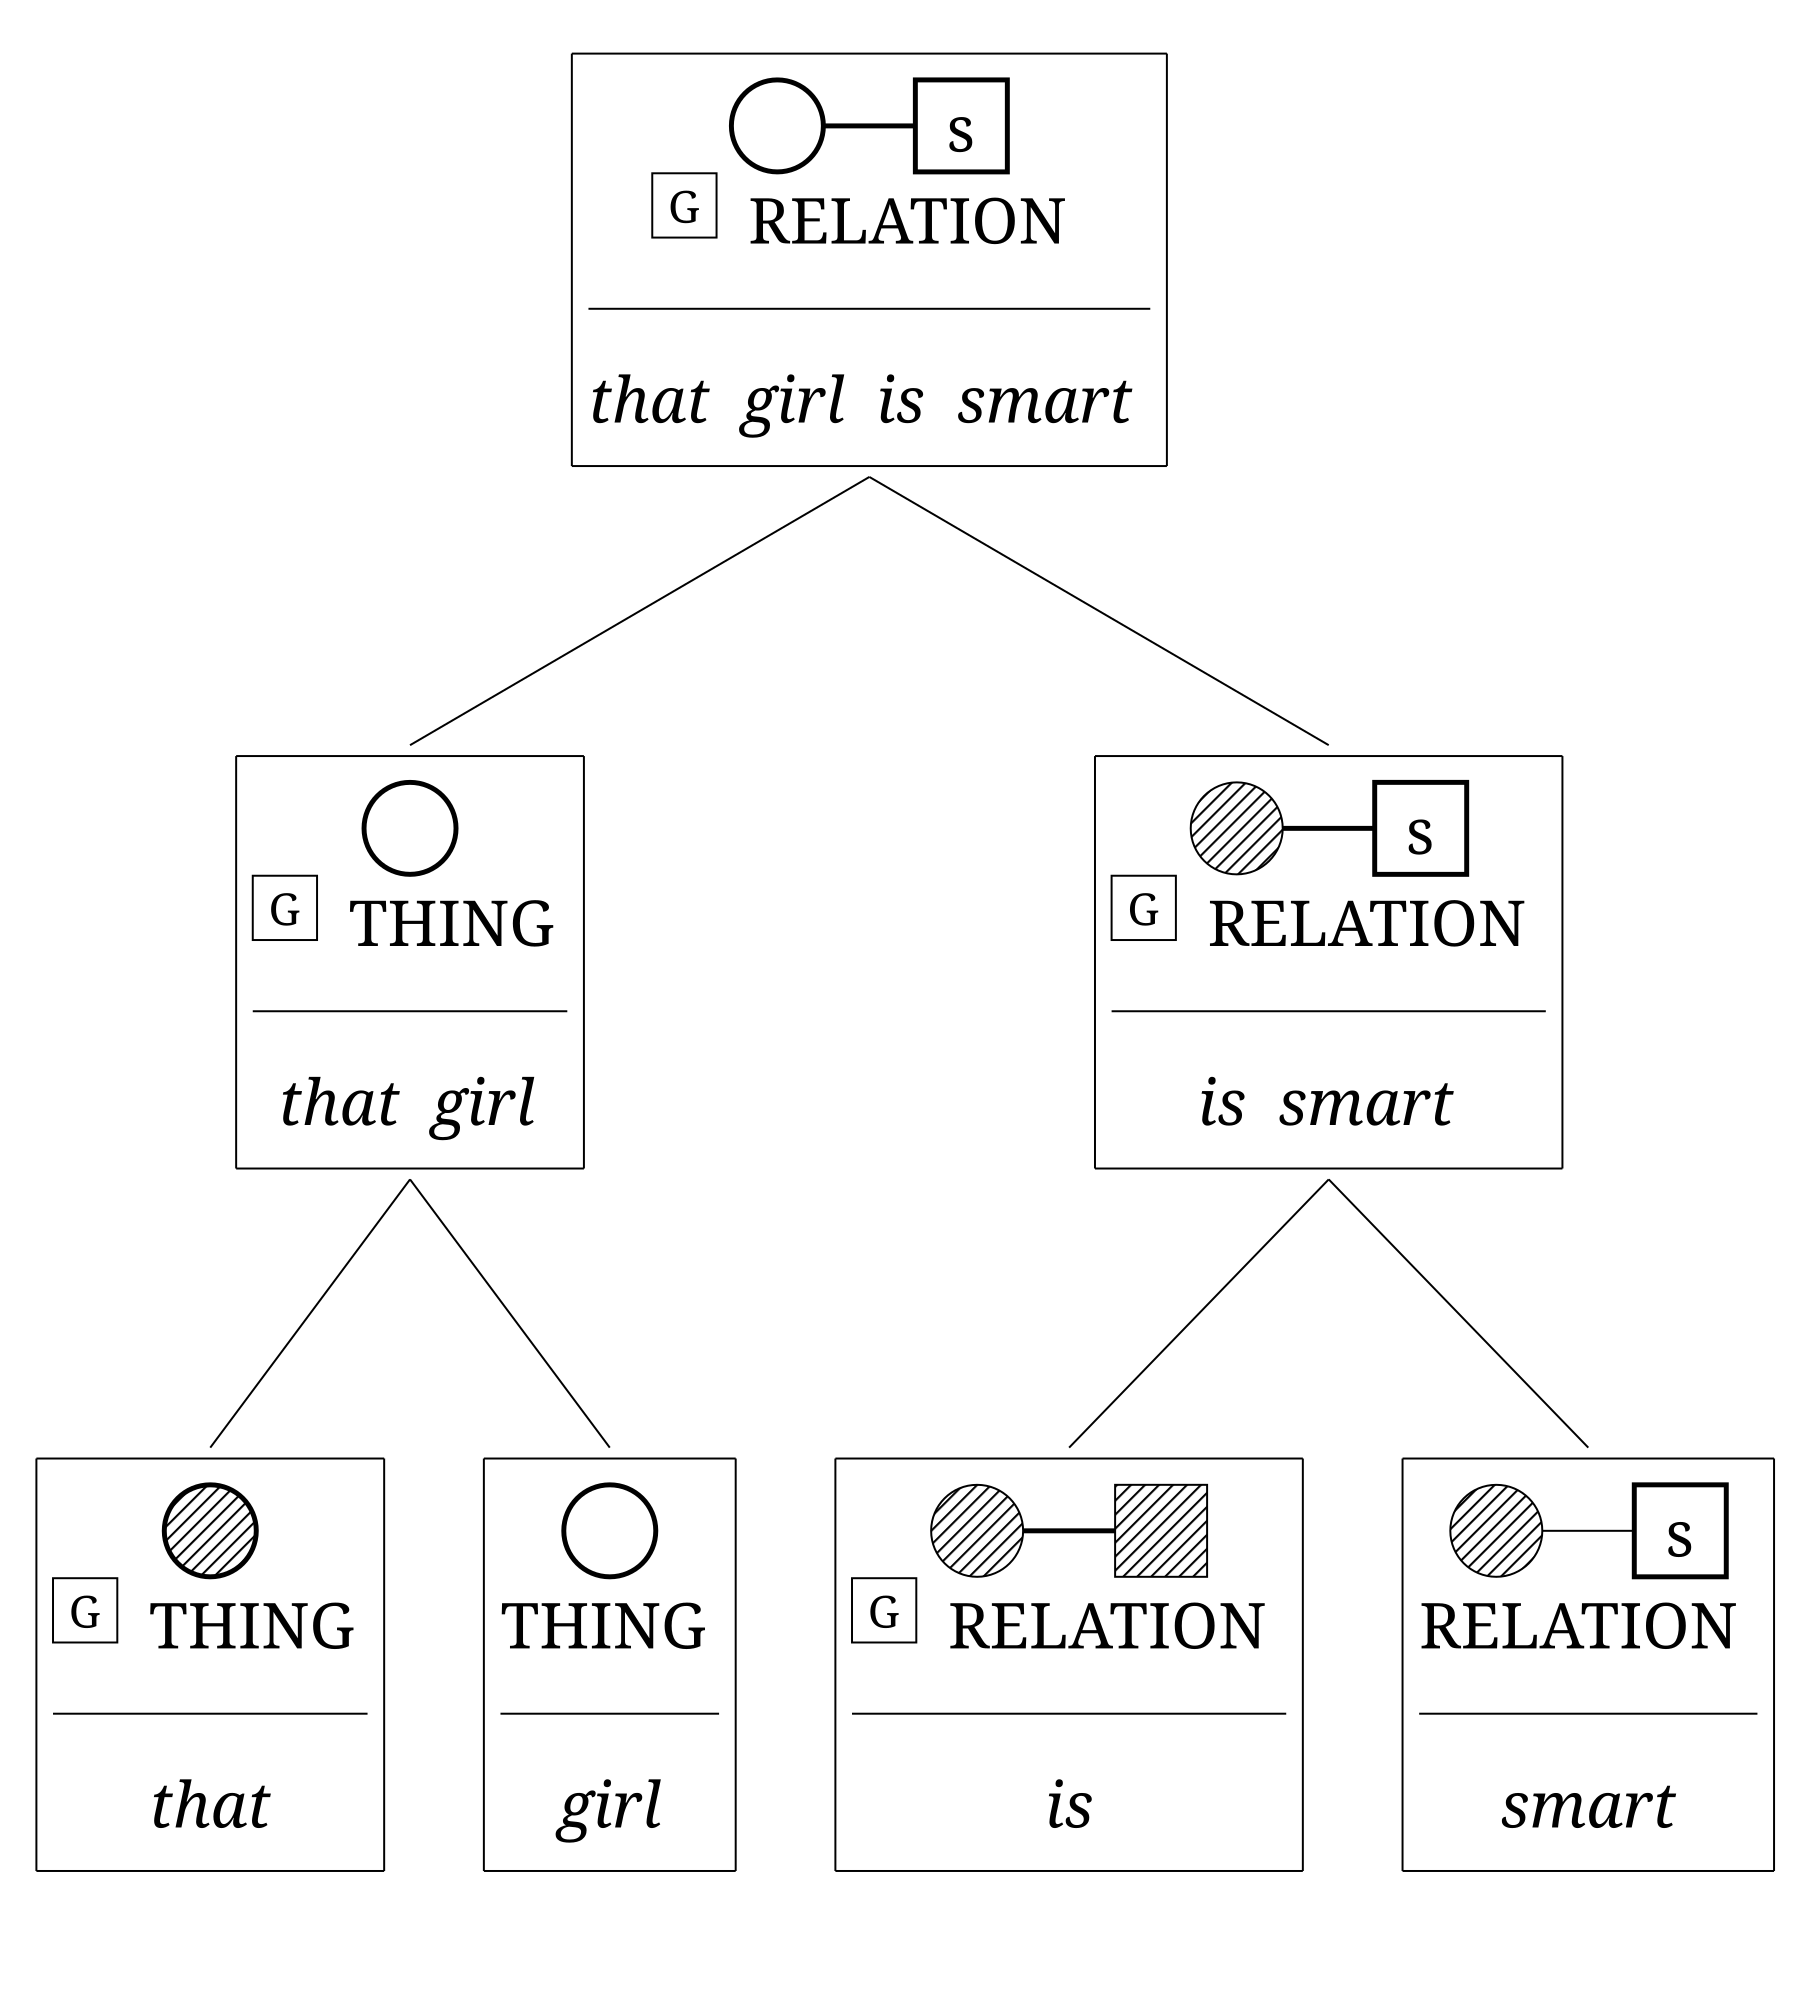 s
G RELATION
that girl is smart
s
G THING
G RELATION
that girl
is smart
s
G THING
THING
G RELATION
RELATION
that
girl
is
smart